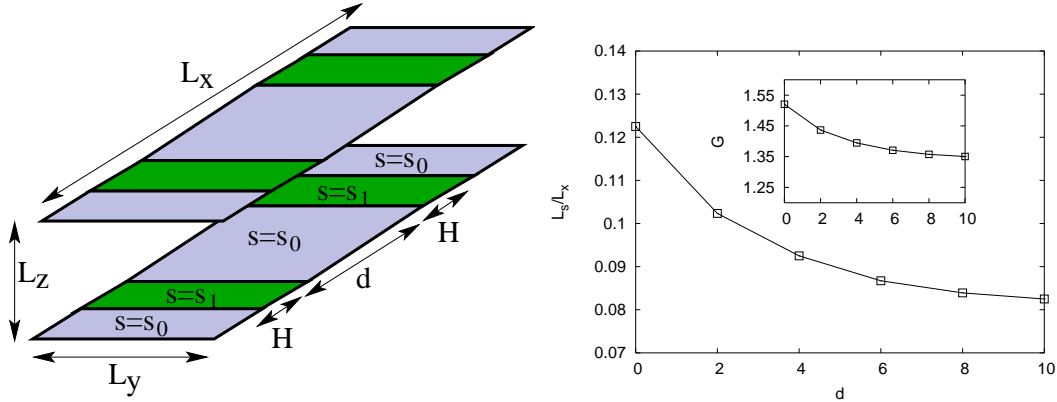 Lx
s=s0
s=s1
H
s=s0
d
Lz
s=s1
H
s=s0
Ly
0.14
0.13
0.12
0.11
0.1
0.09
0.08
0.07
Ls/Lx
0 2 4 6 8 10
d
1.55
1.45
1.35
1.25
G
0 2 4 6 8 10